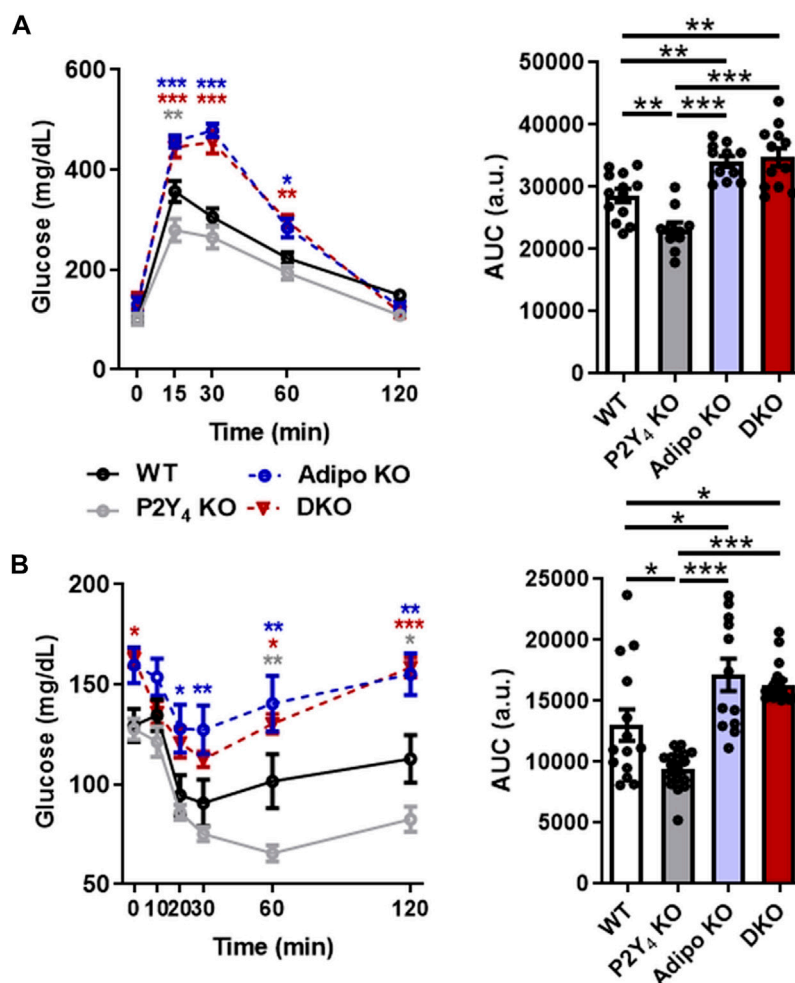 A
Glucose (mg/dL)
600
400
200
0
***
***
**
***
***
*
**
0 15 30 60 120
Time (min)
AUC (a.u.)
50000
40000
30000
20000
10000
0
**
**
***
** ***
WT
P2Y₄ KO
Adipo KO
DKO
WT Adipo KO
P2Y₄ KO DKO
B
Glucose (mg/dL)
200
150
100
50
*
*
**
**
*
**
**
***
*
0 10 20 30 60 120
Time (min)
AUC (a.u.)
25000
20000
15000
10000
5000
0
*
*
***
* ***
WT
P2Y₄ KO
Adipo KO
DKO